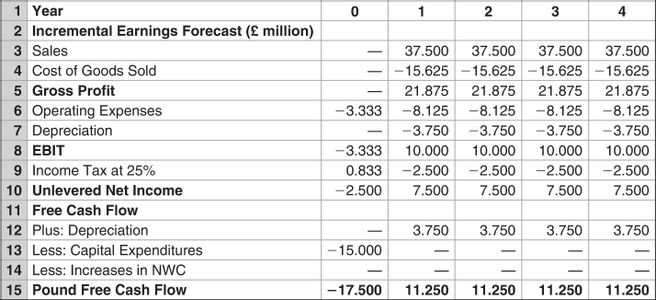 1 Year 0 1 2 3 4
2 Incremental Earnings Forecast (£ million)
3 Sales — 37.500 37.500 37.500 37.500
4 Cost of Goods Sold — −15.625 −15.625 −15.625 −15.625
5 Gross Profit — 21.875 21.875 21.875 21.875
6 Operating Expenses −3.333 −8.125 −8.125 −8.125 −8.125
7 Depreciation — −3.750 −3.750 −3.750 −3.750
8 EBIT −3.333 10.000 10.000 10.000 10.000
9 Income Tax at 25% 0.833 −2.500 −2.500 −2.500 −2.500
10 Unlevered Net Income −2.500 7.500 7.500 7.500 7.500
11 Free Cash Flow
12 Plus: Depreciation — 3.750 3.750 3.750 3.750
13 Less: Capital Expenditures −15.000 — — — —
14 Less: Increases in NWC — — — — —
15 Pound Free Cash Flow −17.500 11.250 11.250 11.250 11.250